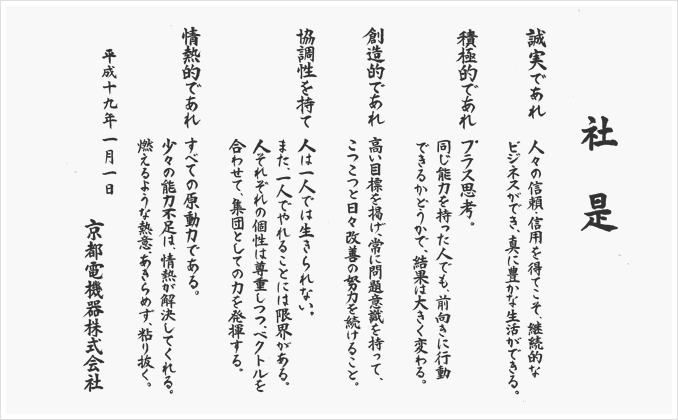 社是
誠実であれ
人々の信頼、信用を得てこそ、継続的な
ビジネスができ、真に豊かな生活ができる。
積極的であれ
プラス思考。
同じ能力を持った人でも、前向きに行動
できるかどうかで、結果は大きく変わる。
創造的であれ
高い目標を掲げ、常に問題意識を持って、
こつこつと日々改善の努力を続けること。
協調性を持て
人は一人では生きられない。
また、一人でやれることには限界がある。
人それぞれの個性は尊重しつつ、ベクトルを
合わせて、集団としての力を発揮する。
情熱的であれ
すべての原動力である。
少々の能力不足は、情熱が解決してくれる。
燃えるような熱意、あきらめず、粘り抜く。
平成十九年一月一日
京都電機器株式会社